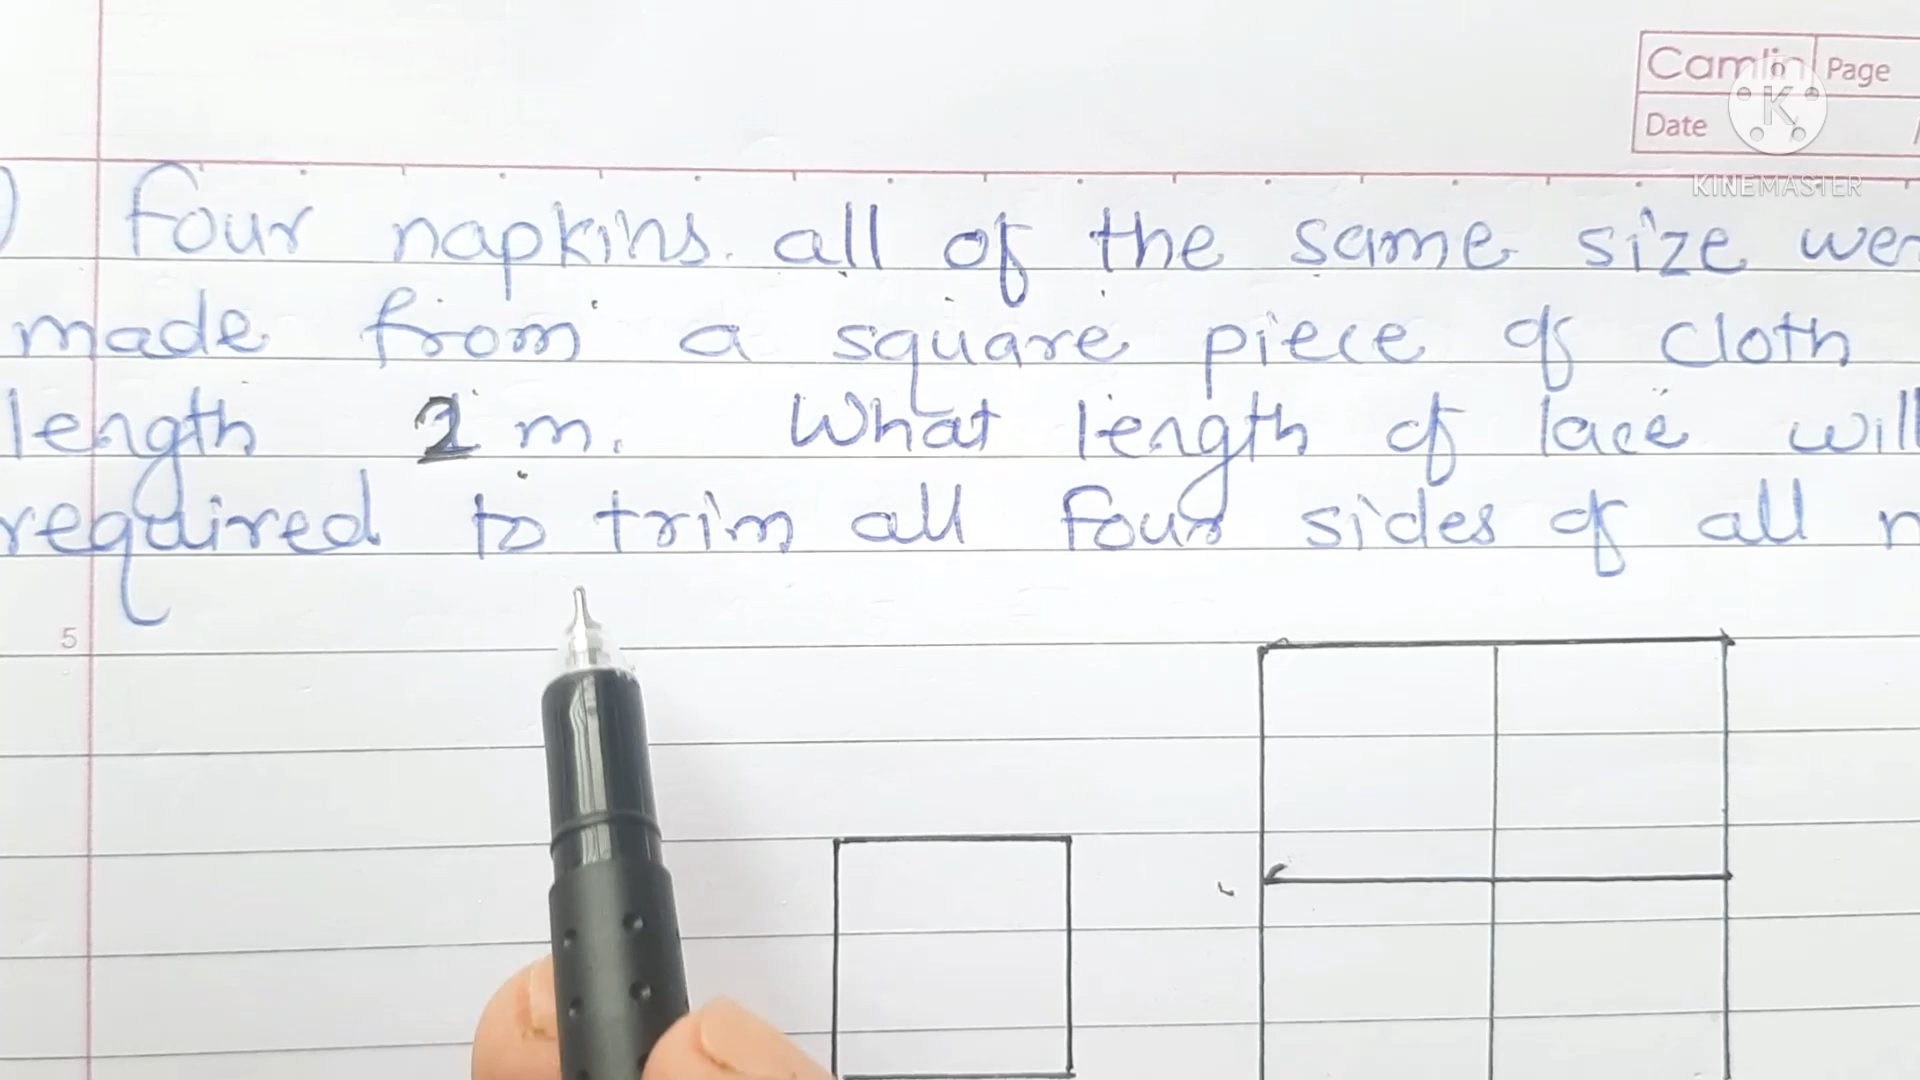 Camlin Page
Date
K
KINEMASTER
) four napkins. all of the same size wer
made from a square piece of cloth
length 2 m. What length of lace will
required to trim all four sides of all n
5